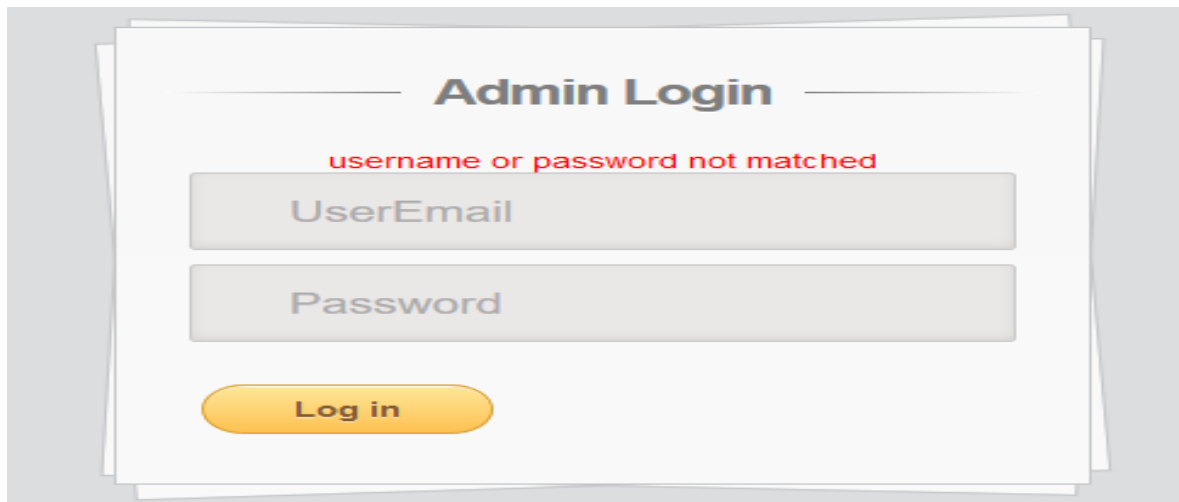 Admin Login
username or password not matched
UserEmail
Password
Log in